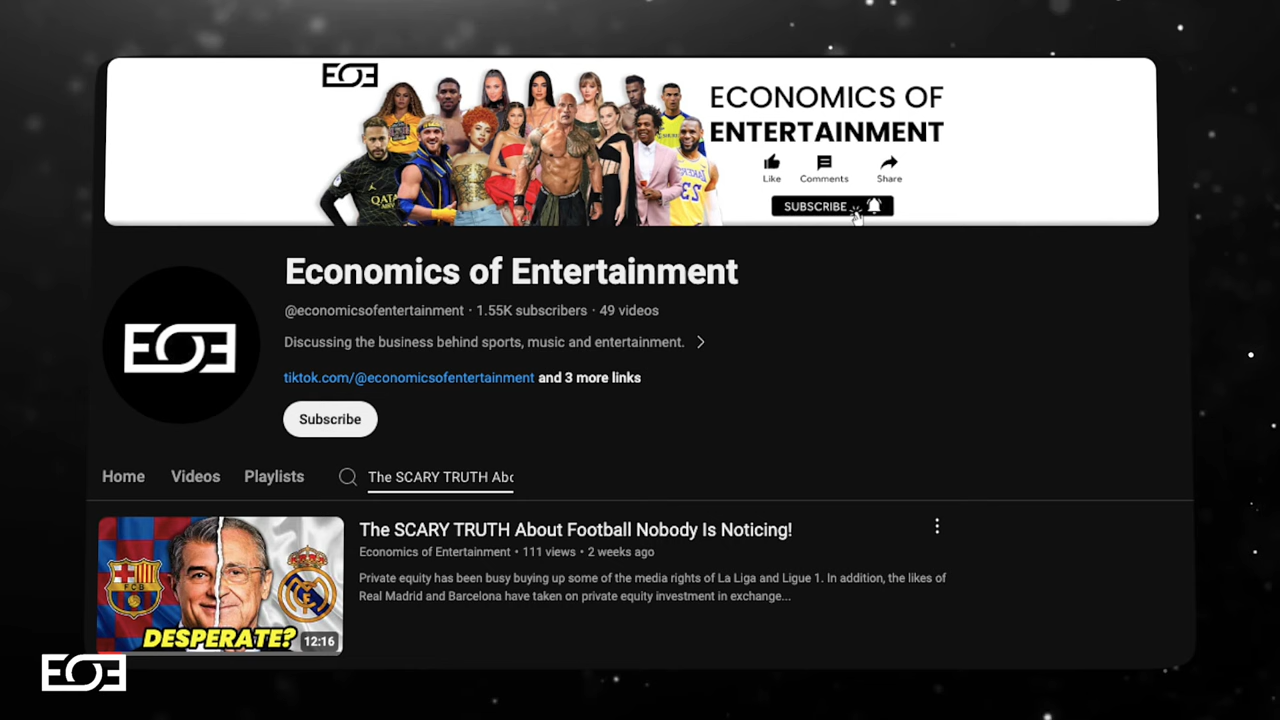 EOE
ECONOMICS OF
ENTERTAINMENT
Like Comments Share
SUBSCRIBE
QATA
Economics of Entertainment
@economicsofentertainment · 1.55K subscribers · 49 videos
Discussing the business behind sports, music and entertainment.
EOE
tiktok.com/@economicsofentertainment and 3 more links
Subscribe
Home Videos Playlists The SCARY TRUTH Abo
The SCARY TRUTH About Football Nobody Is Noticing!
Economics of Entertainment • 111 views • 2 weeks ago
Private equity has been busy buying up some of the media rights of La Liga and Ligue 1. In addition, the likes of
Real Madrid and Barcelona have taken on private equity investment in exchange...
DESPERATE? 12:16
EOE